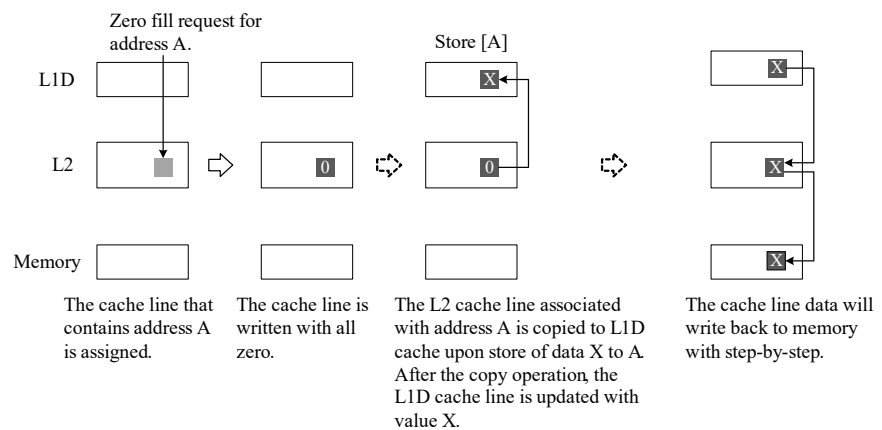 Zero fill request for
address A.
Store [A]
L1D
X
X
L2
0
0
X
Memory
X
The cache line that
contains address A
is assigned.
The cache line is
written with all
zero.
The L2 cache line associated
with address A is copied to L1D
cache upon store of data X to A.
After the copy operation, the
L1D cache line is updated with
value X.
The cache line data will
write back to memory
with step-by-step.